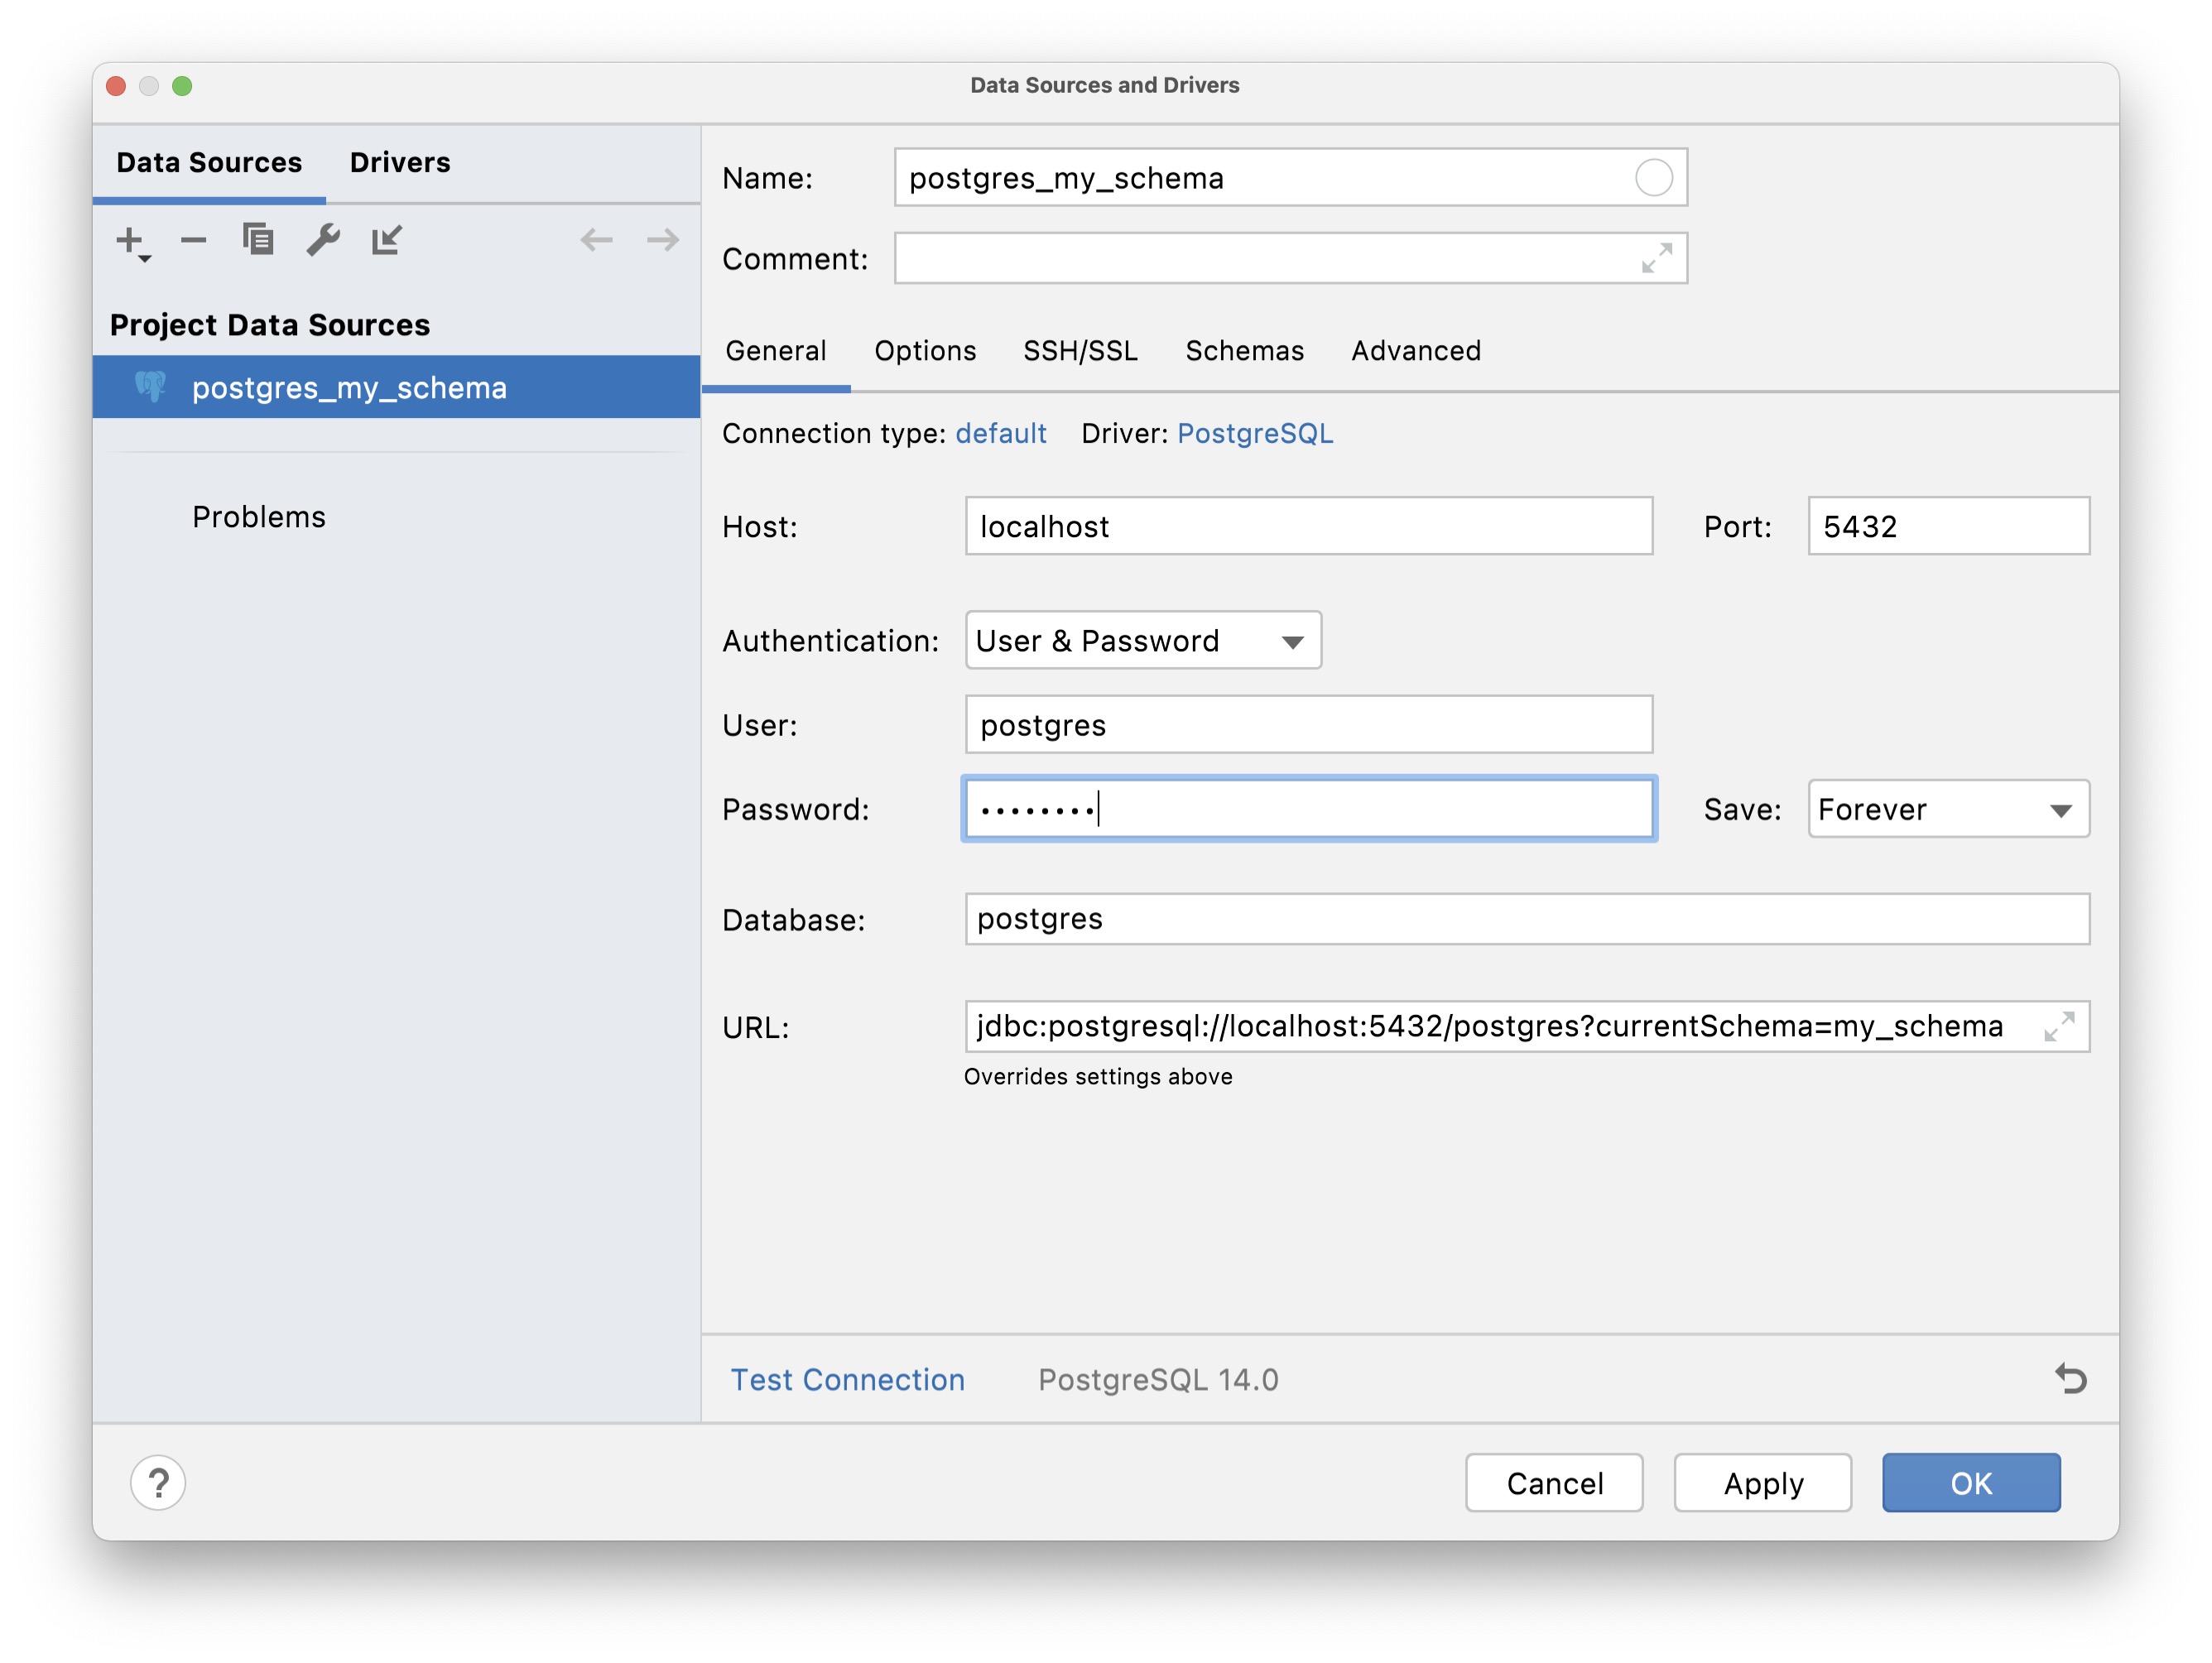 Data Sources and Drivers
Data Sources Drivers
Project Data Sources
postgres_my_schema
Problems
Name: postgres_my_schema
Comment:
General Options SSH/SSL Schemas Advanced
Connection type: default Driver: PostgreSQL
Host: localhost Port: 5432
Authentication: User & Password
User: postgres
Password: •••••••• Save: Forever
Database: postgres
URL: jdbc:postgresql://localhost:5432/postgres?currentSchema=my_schema
Overrides settings above
Test Connection PostgreSQL 14.0
? Cancel Apply OK